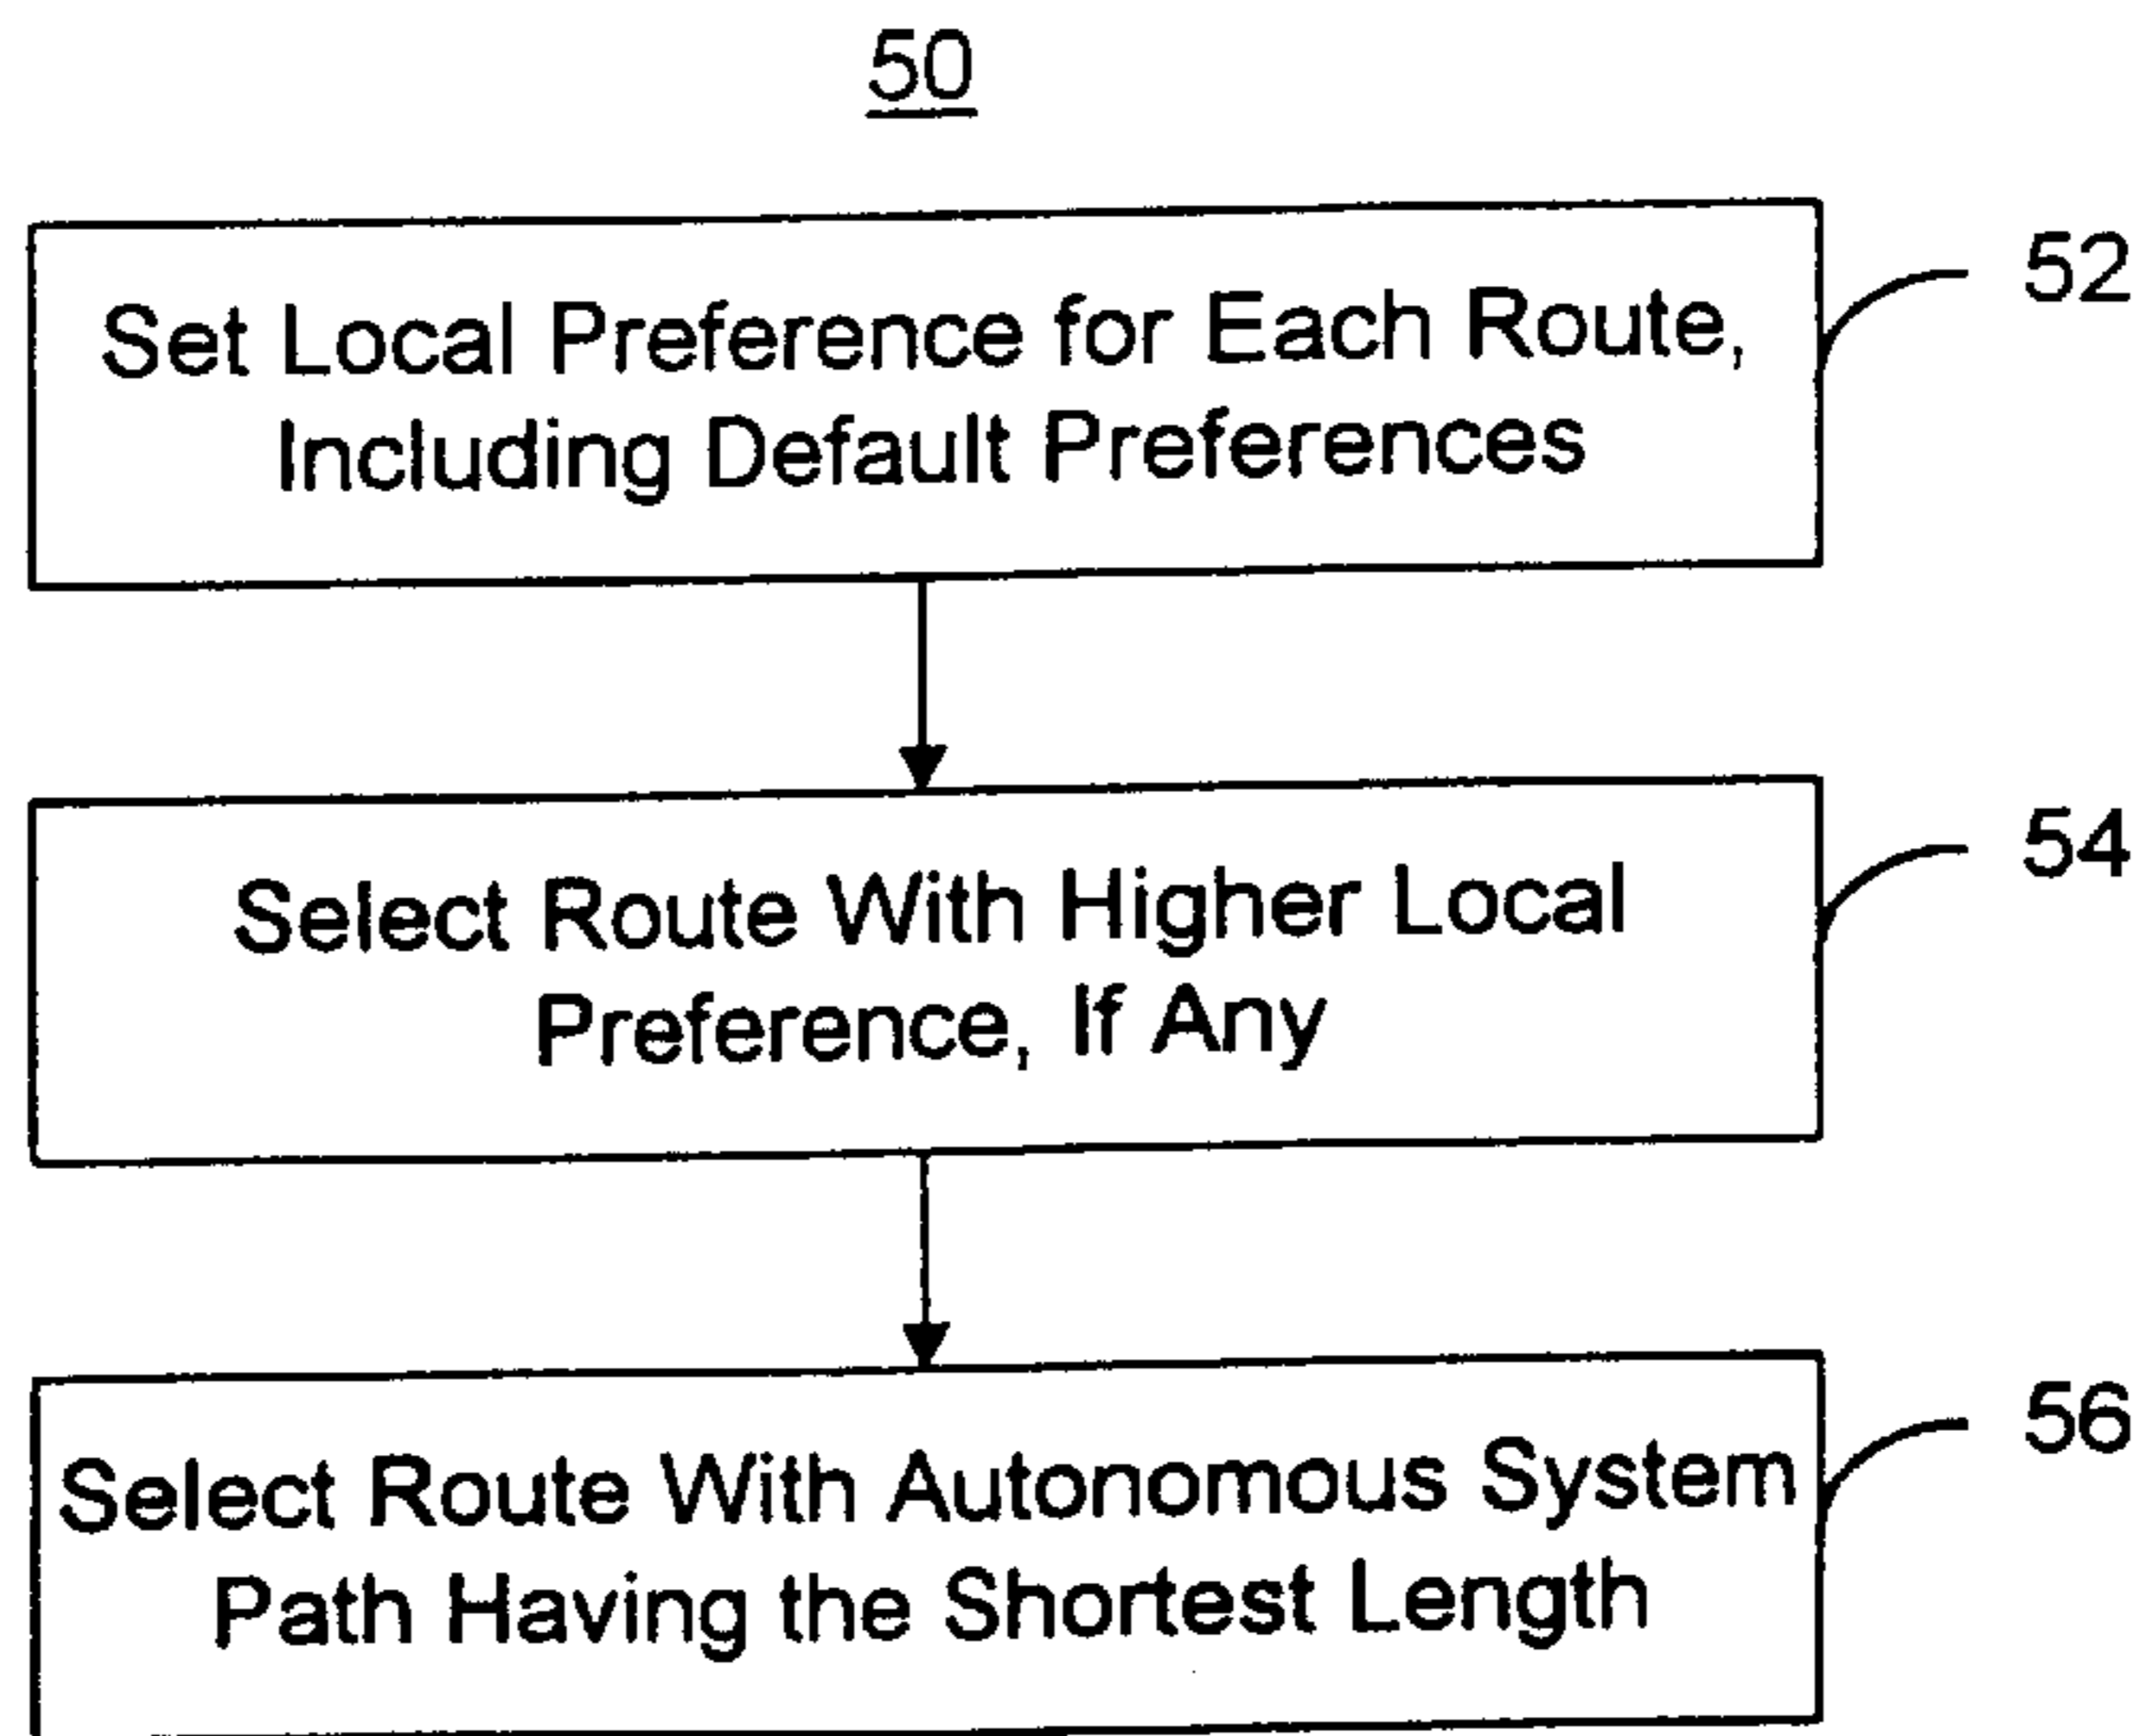 50
Set Local Preference for Each Route,
Including Default Preferences
52
Select Route With Higher Local
Preference, If Any
54
Select Route With Autonomous System
Path Having the Shortest Length
56